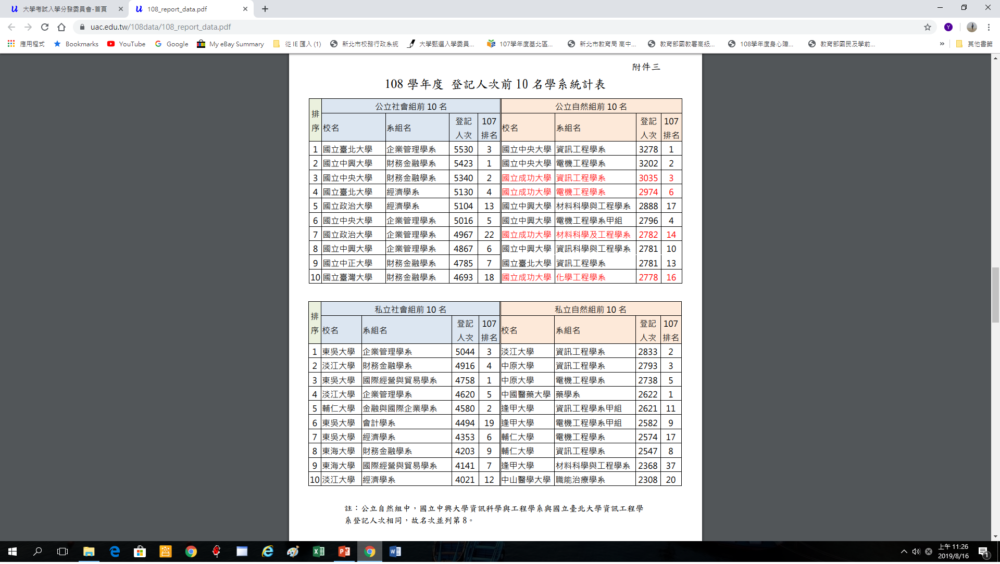 大學考試入學分發委員會-首頁
108_report_data.pdf
uac.edu.tw/108data/108_report_data.pdf
應用程式 Bookmarks YouTube Google My eBay Summary 從 IE 匯入 (1) 新北市校務行政系統 大學甄選入學委員... 107學年度基北區... 新北市教育局 高中... 教育部國教署高級... 108學年度身心障... 教育部國民及學前... » 其他書籤
附件三
108 學年度 登記人次前 10 名學系統計表
排序 公立社會組前 10 名 公立自然組前 10 名
校名 系組名 登記人次 107排名 校名 系組名 登記人次 107排名
1 國立臺北大學 企業管理學系 5530 3 國立中央大學 資訊工程學系 3278 1
2 國立中興大學 財務金融學系 5423 1 國立中央大學 電機工程學系 3202 2
3 國立中央大學 財務金融學系 5340 2 國立成功大學 資訊工程學系 3035 3
4 國立臺北大學 經濟學系 5130 4 國立成功大學 電機工程學系 2974 6
5 國立政治大學 經濟學系 5104 13 國立中興大學 材料科學與工程學系 2888 17
6 國立中央大學 企業管理學系 5016 5 國立中興大學 電機工程學系甲組 2796 4
7 國立政治大學 企業管理學系 4967 22 國立成功大學 材料科學及工程學系 2782 14
8 國立中興大學 企業管理學系 4867 6 國立中興大學 資訊科學與工程學系 2781 10
9 國立中正大學 財務金融學系 4785 7 國立臺北大學 資訊工程學系 2781 13
10 國立臺灣大學 財務金融學系 4693 18 國立成功大學 化學工程學系 2778 16
排序 私立社會組前 10 名 私立自然組前 10 名
校名 系組名 登記人次 107排名 校名 系組名 登記人次 107排名
1 東吳大學 企業管理學系 5044 3 淡江大學 資訊工程學系 2833 2
2 淡江大學 財務金融學系 4916 4 中原大學 資訊工程學系 2793 3
3 東吳大學 國際經營與貿易學系 4758 1 中原大學 電機工程學系 2738 5
4 淡江大學 企業管理學系 4620 5 中國醫藥大學 藥學系 2622 1
5 輔仁大學 金融與國際企業學系 4580 2 逢甲大學 資訊工程學系甲組 2621 11
6 東吳大學 會計學系 4494 19 逢甲大學 電機工程學系甲組 2582 9
7 東吳大學 經濟學系 4353 6 輔仁大學 電機工程學系 2574 17
8 東海大學 財務金融學系 4203 9 輔仁大學 資訊工程學系 2547 8
9 東海大學 國際經營與貿易學系 4141 7 逢甲大學 材料科學與工程學系 2368 37
10 淡江大學 經濟學系 4021 12 中山醫學大學 職能治療學系 2308 20
註：公立自然組中，國立中興大學資訊科學與工程學系與國立臺北大學資訊工程學
系登記人次相同，故名次並列第 8。
上午 11:26
2019/8/16
1